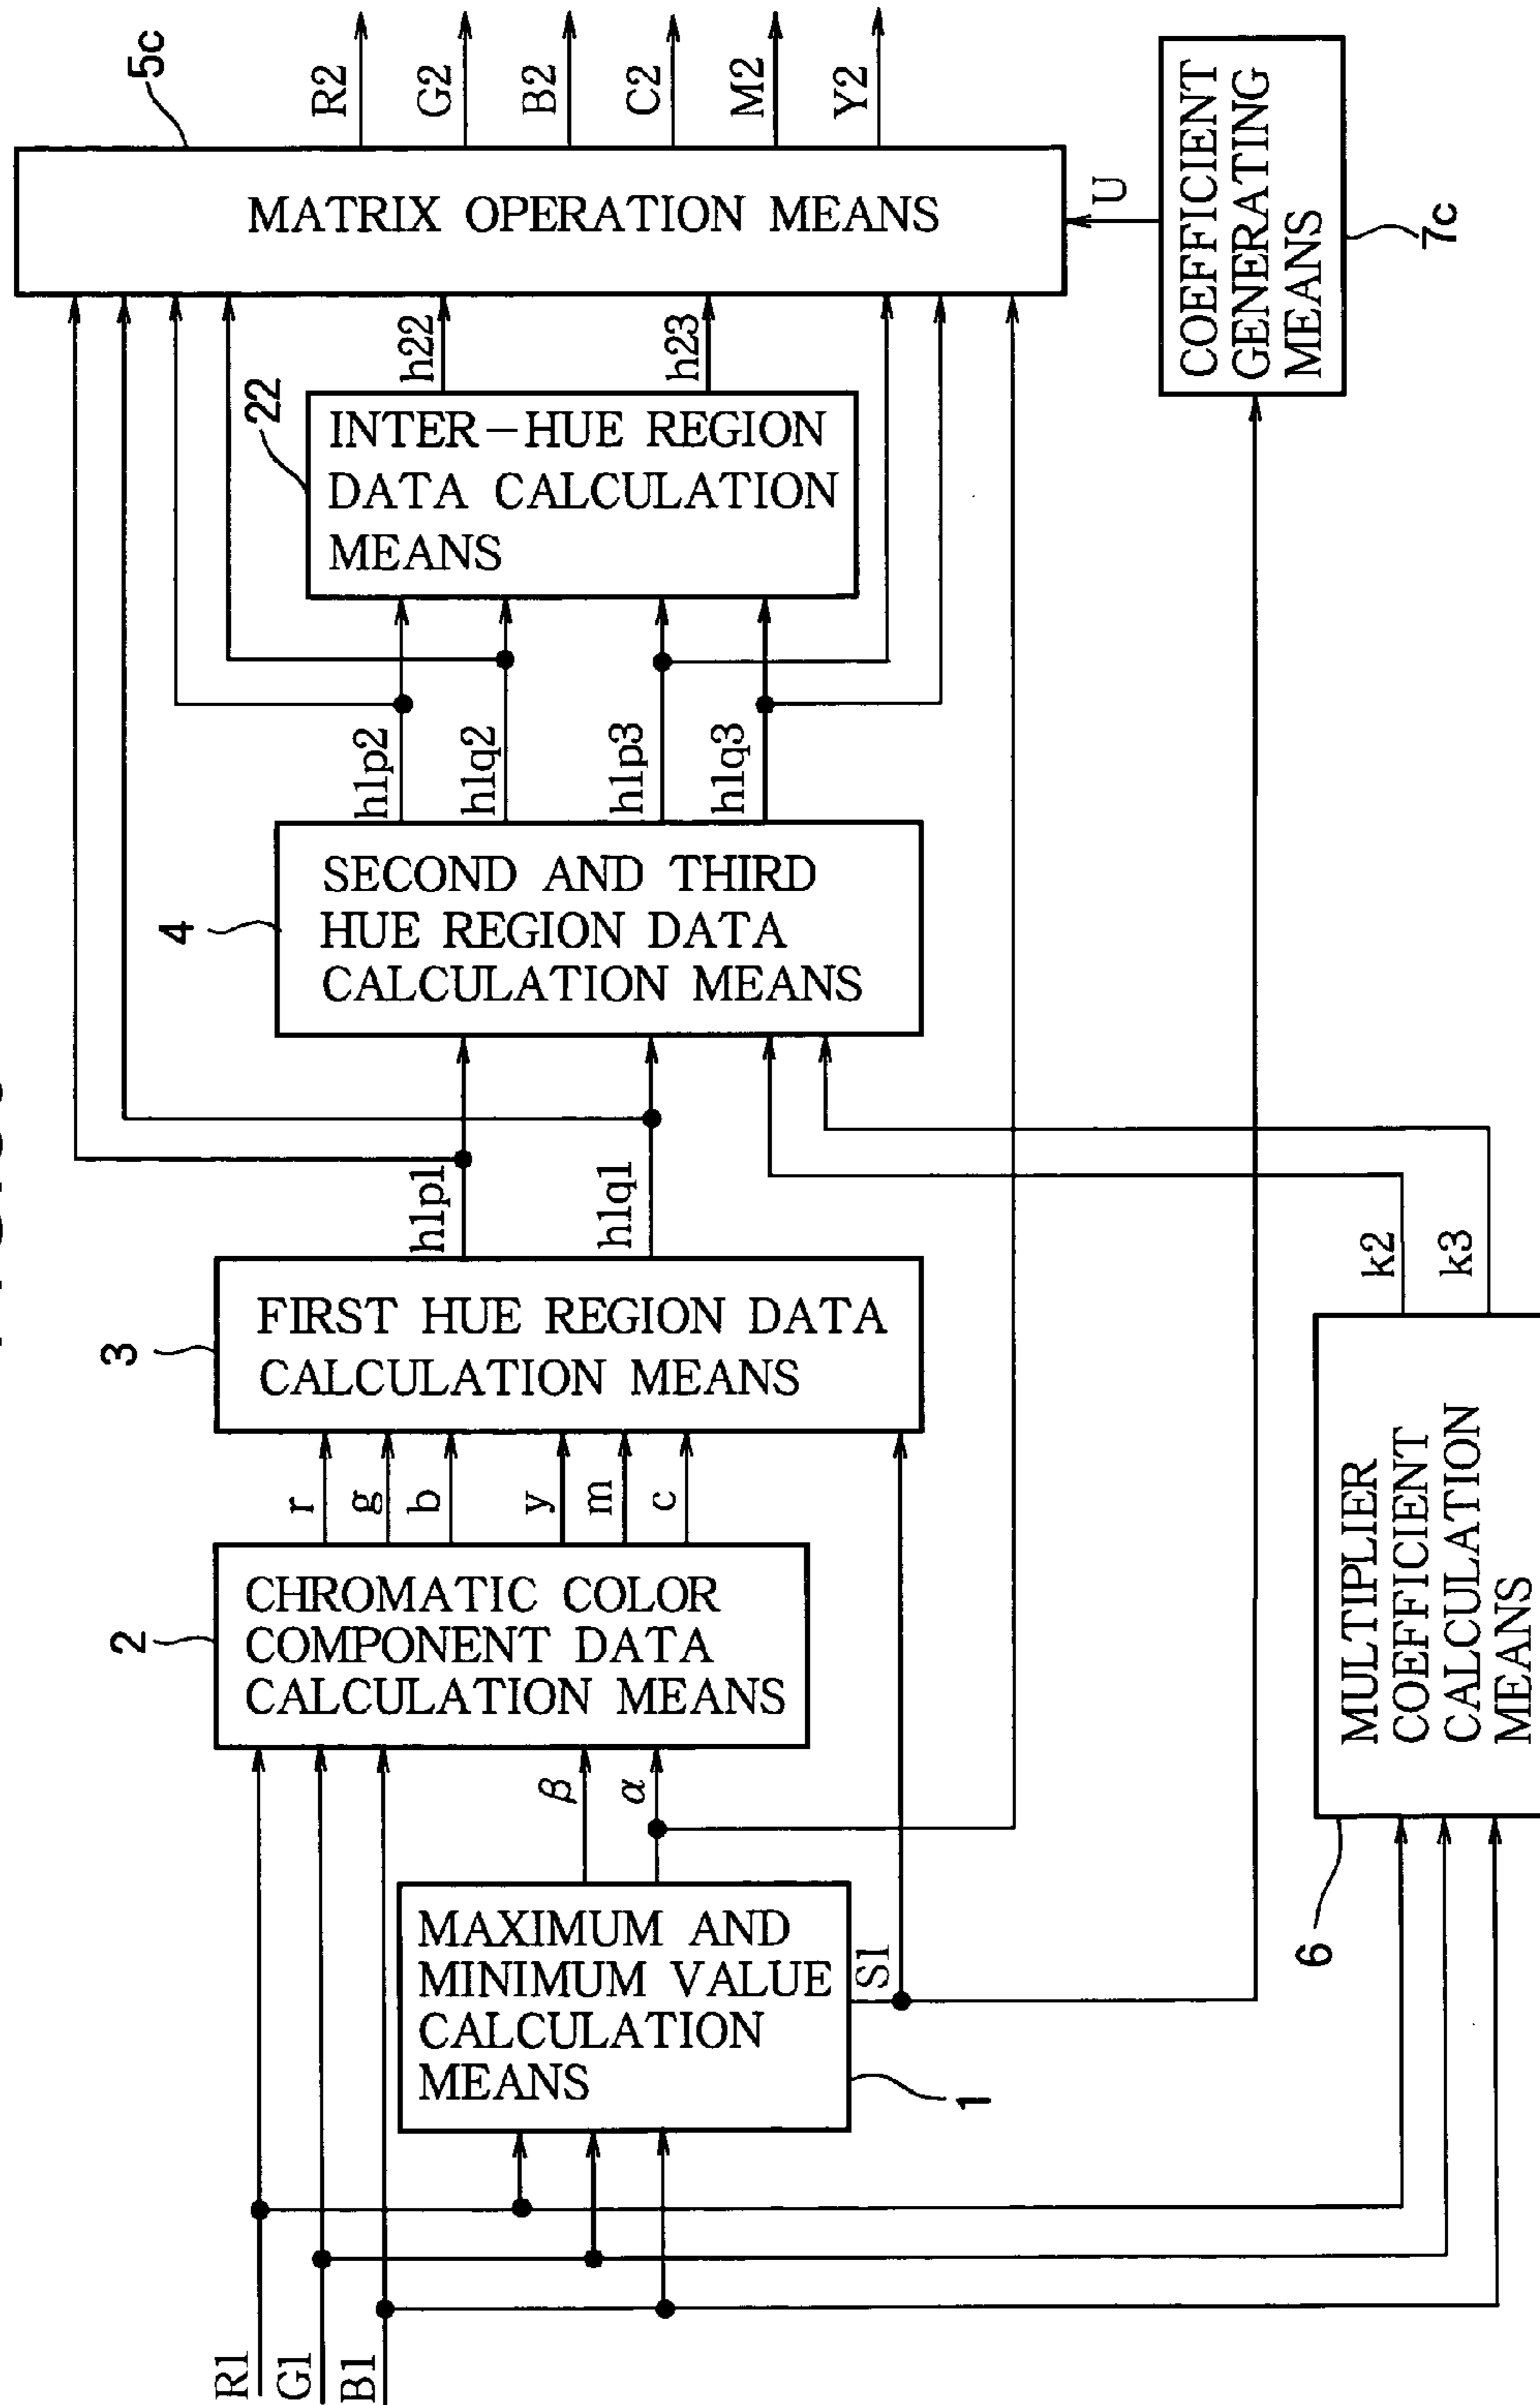 R1
G1
B1
MAXIMUM AND
MINIMUM VALUE
CALCULATION
MEANS
1
S1
β
α
2
CHROMATIC COLOR
COMPONENT DATA
CALCULATION MEANS
r
g
b
y
m
c
3
FIRST HUE REGION DATA
CALCULATION MEANS
h1p1
h1q1
4
SECOND AND THIRD
HUE REGION DATA
CALCULATION MEANS
h1p2
h1q2
h1p3
h1q3
22
INTER-HUE REGION
DATA CALCULATION
MEANS
h22
h23
5c
MATRIX OPERATION MEANS
R2
G2
B2
C2
M2
Y2
6
MULTIPLIER
COEFFICIENT
CALCULATION
MEANS
k2
k3
U
COEFFICIENT
GENERATING
MEANS
7c